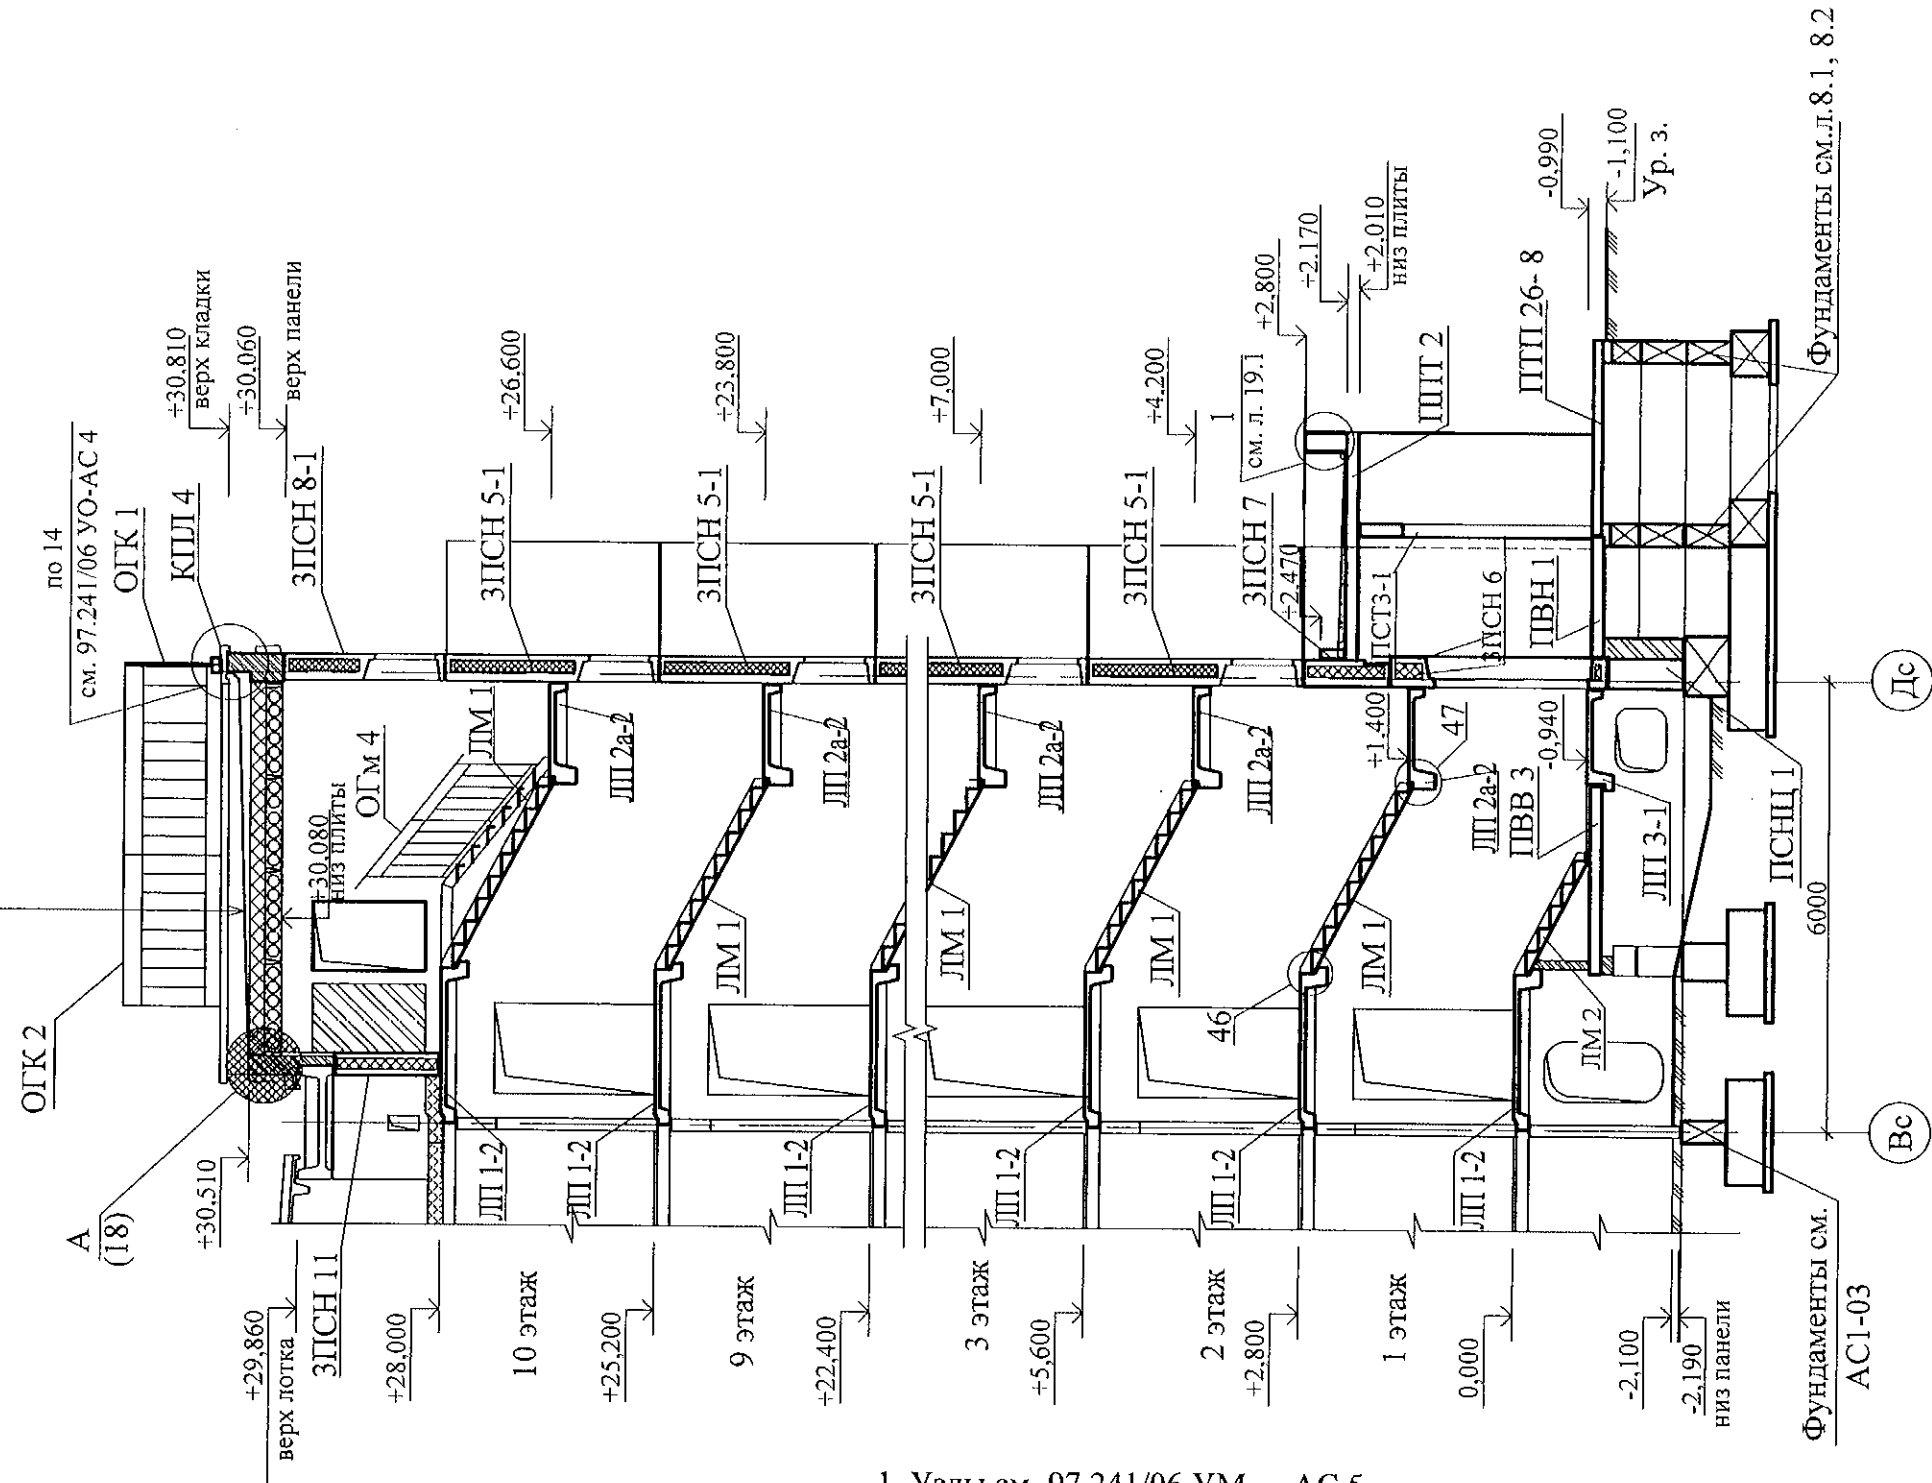 по 14
см. 97.241/06 УО-АС 4
ОГК 1
КПЛ 4
+30.810
верх кладки
+30.060
верх панели
3ПСН 8-1
ОГК 2
А
(18)
+30.510
+30.080
низ плиты
ОГм 4
ЛМ 1
3ПСН 5-1
+26.600
ЛП 2а-2
3ПСН 5-1
+23.800
ЛП 2а-2
3ПСН 5-1
+7.000
ЛП 2а-2
3ПСН 5-1
+4.200
ЛП 2а-2
+29,860
верх лотка
3ПСН 11
+28,000
ЛП 1-2
10 этаж
+25,200
ЛП 1-2
ЛМ 1
9 этаж
+22,400
ЛП 1-2
ЛМ 1
3 этаж
+5,600
ЛП 1-2
ЛМ 1
2 этаж
+2,800
ЛП 1-2
46
ЛМ 1
1 этаж
0,000
ЛП 1-2
ЛМ 2
-2,100
-2,190
низ панели
1
см. л. 19.1
+2,800
+2.170
+2.010
низ плиты
3ПСН 7
+2.470
ПСТ3-1
3ПСН 6
ПВН 1
ПШТ 2
ПТП 26-8
-0.990
-1,100
Ур. з.
+1.400
47
ЛП 2а-2
ПВВ 3
-0,940
ЛП 3-1
ПСНЦ 1
6000
Дс
Вс
Фундаменты см.л.8.1, 8.2
Фундаменты см.
АС1-03